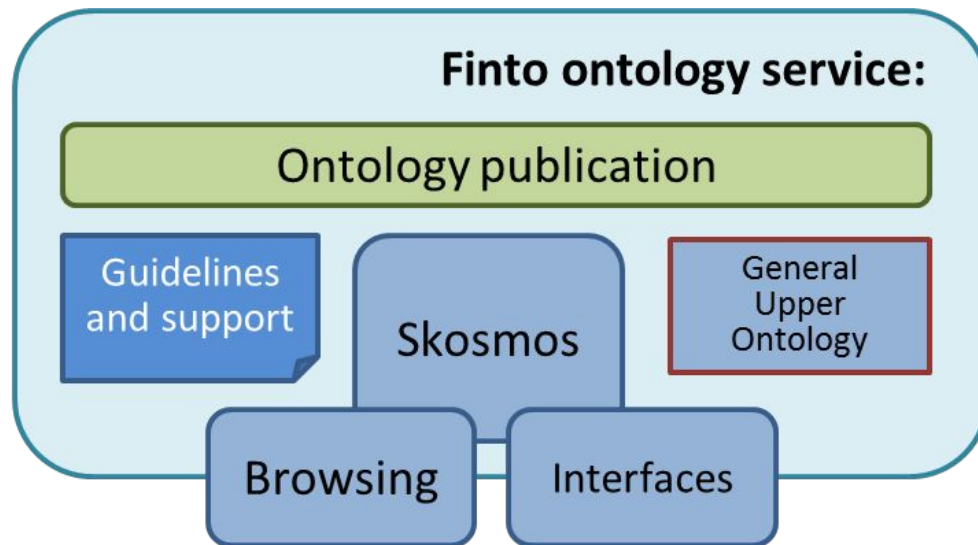 Finto ontology service:
Ontology publication
Guidelines
and support
Skosmos
General
Upper
Ontology
Browsing
Interfaces